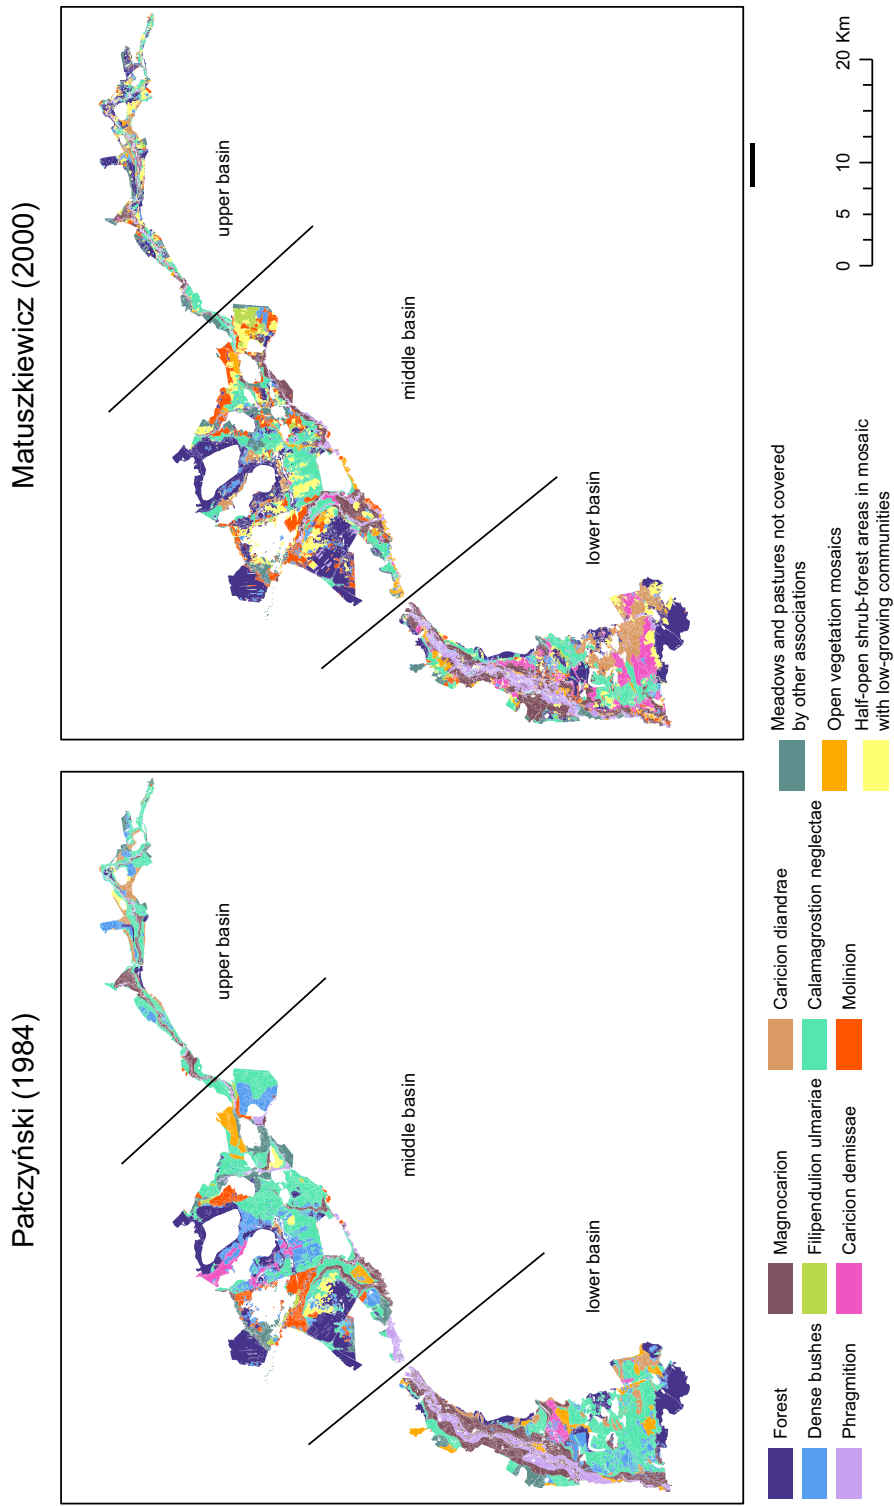 Pałczyński (1984)
upper basin
middle basin
lower basin
Matuszkiewicz (2000)
upper basin
middle basin
lower basin
Forest
Dense bushes
Phragmition
Magnocarion
Filipendulion ulmariae
Caricion demissae
Caricion diandrae
Calamagrostion neglectae
Molinion
Meadows and pastures not covered
by other associations
Open vegetation mosaics
Half-open shrub-forest areas in mosaic
with low-growing communities
0 5 10 20 Km